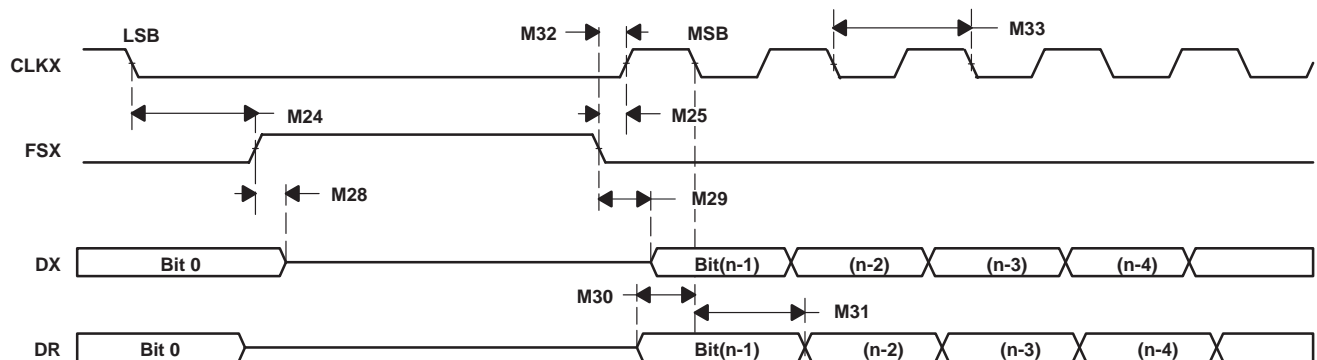 LSB M32 MSB M33
CLKX
M24 M25
FSX
M28 M29
DX Bit 0 Bit(n-1) (n-2) (n-3) (n-4)
M30 M31
DR Bit 0 Bit(n-1) (n-2) (n-3) (n-4)